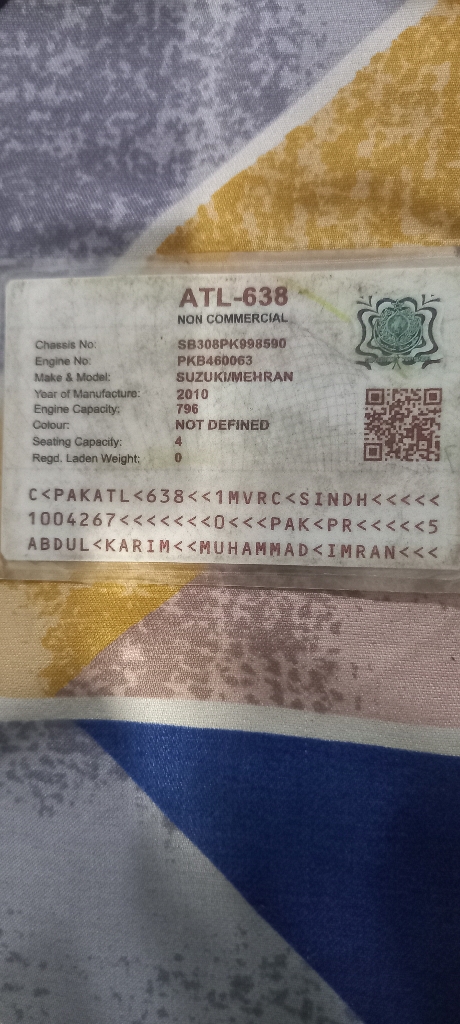 ATL-638
NON COMMERCIAL
Chassis No: SB308PK998590
Engine No: PKB460063
Make & Model: SUZUKI/MEHRAN
Year of Manufacture: 2010
Engine Capacity: 796
Colour: NOT DEFINED
Seating Capacity: 4
Regd. Laden Weight: 0
C<PAKATL<638<<1MVRC<SINDH<<<<<
1004267<<<<<<<0<<<PAK<PR<<<<<5
ABDUL<KARIM<<MUHAMMAD<IMRAN<<<